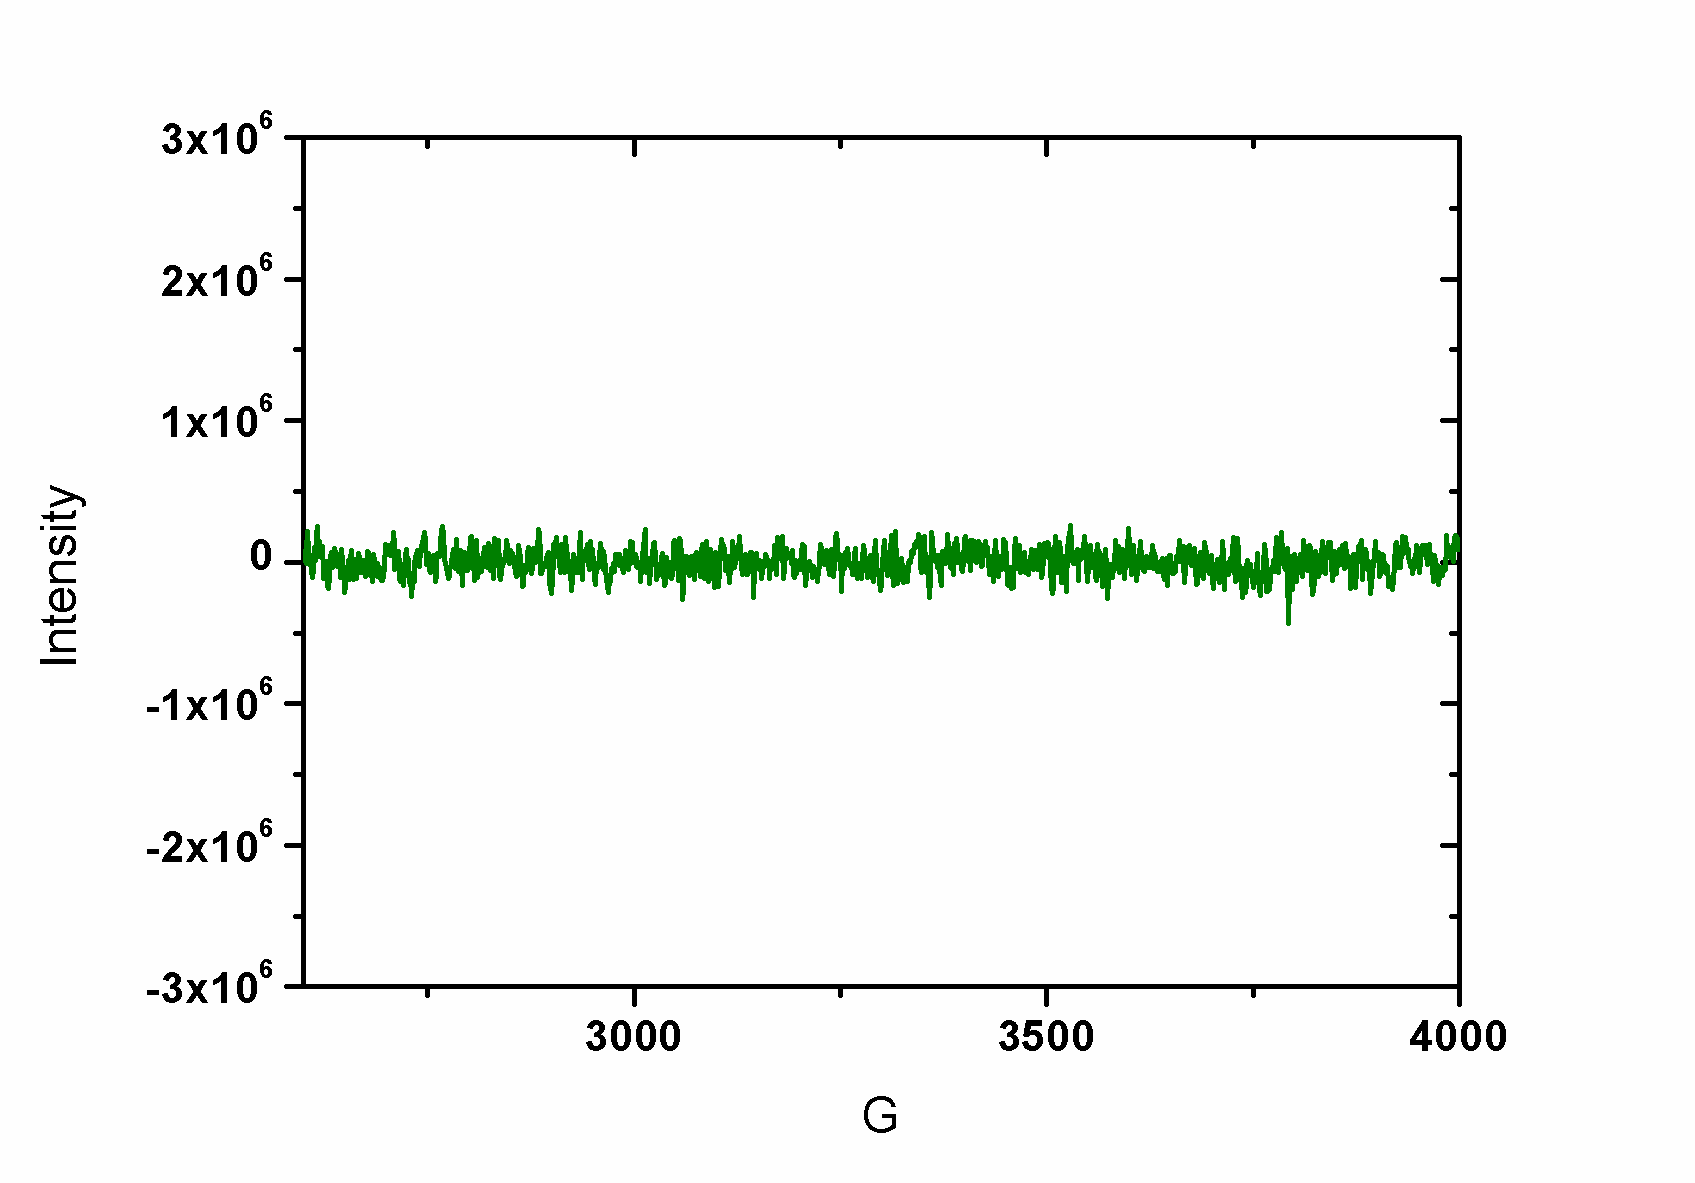 3x10⁶
2x10⁶
1x10⁶
0
-1x10⁶
-2x10⁶
-3x10⁶
Intensity
3000 3500 4000
G